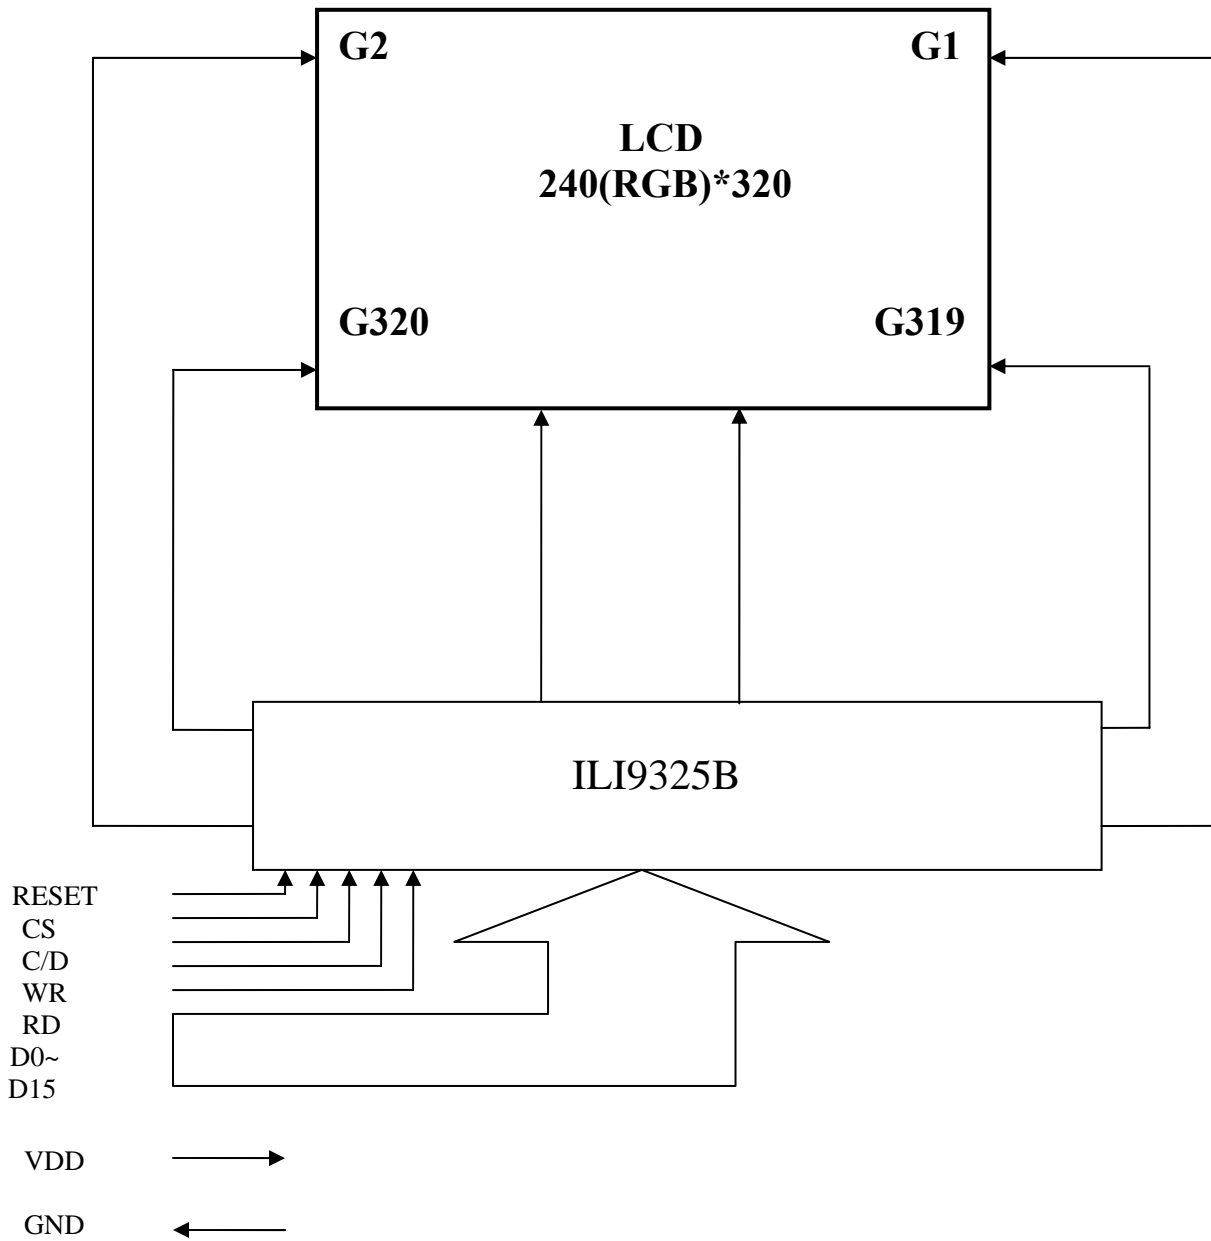 G2
G1
LCD
240(RGB)*320
G320
G319
ILI9325B
RESET
CS
C/D
WR
RD
D0~
D15
VDD
GND